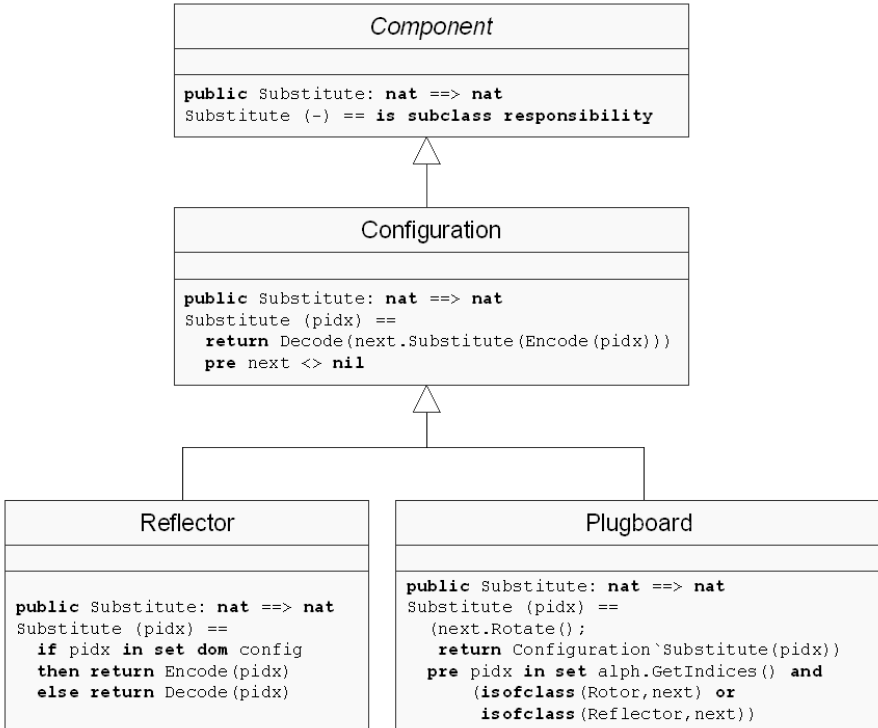 Component
public Substitute: nat ==> nat
Substitute (-) == is subclass responsibility
Configuration
public Substitute: nat ==> nat
Substitute (pidx) ==
return Decode(next.Substitute(Encode(pidx)))
pre next <> nil
Reflector
public Substitute: nat ==> nat
Substitute (pidx) ==
if pidx in set dom config
then return Encode(pidx)
else return Decode(pidx)
Plugboard
public Substitute: nat ==> nat
Substitute (pidx) ==
(next.Rotate();
return Configuration`Substitute(pidx))
pre pidx in set alph.GetIndices() and
(isofclass(Rotor,next) or
isofclass(Reflector,next))